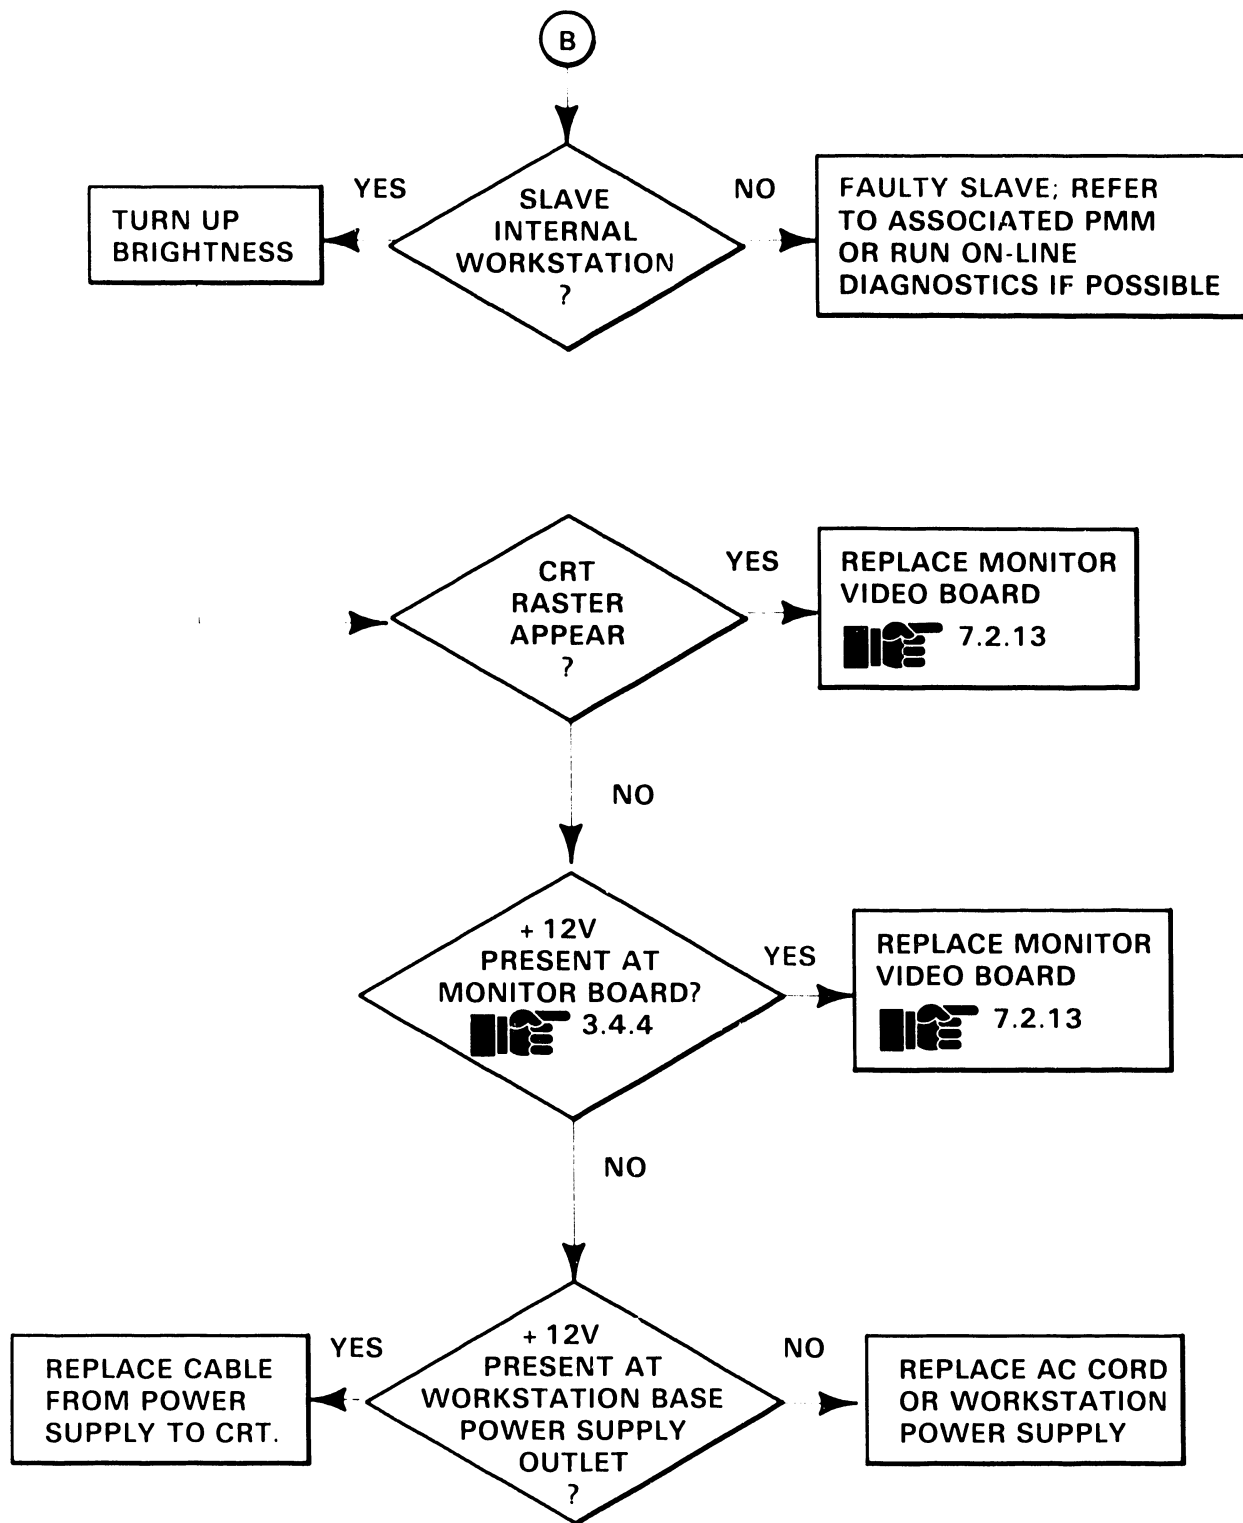 B
SLAVE
INTERNAL
WORKSTATION
?
YES
TURN UP
BRIGHTNESS
NO
FAULTY SLAVE; REFER
TO ASSOCIATED PMM
OR RUN ON-LINE
DIAGNOSTICS IF POSSIBLE
CRT
RASTER
APPEAR
?
YES
REPLACE MONITOR
VIDEO BOARD
7.2.13
NO
+ 12V
PRESENT AT
MONITOR BOARD?
3.4.4
YES
REPLACE MONITOR
VIDEO BOARD
7.2.13
NO
+ 12V
PRESENT AT
WORKSTATION BASE
POWER SUPPLY
OUTLET
?
YES
REPLACE CABLE
FROM POWER
SUPPLY TO CRT.
NO
REPLACE AC CORD
OR WORKSTATION
POWER SUPPLY